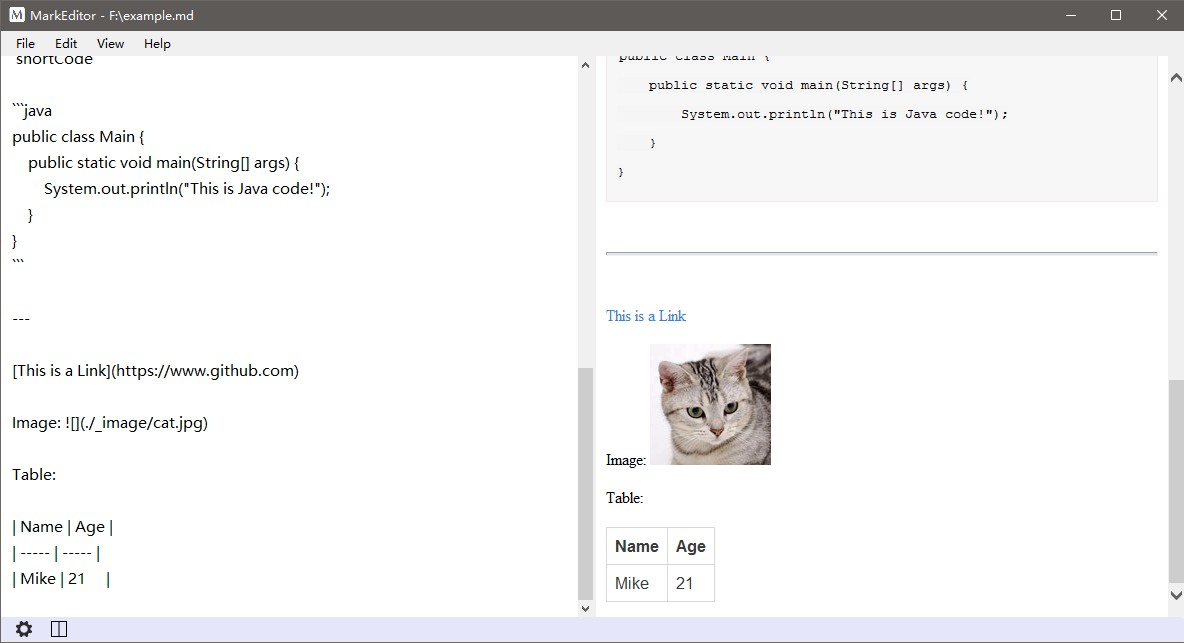 M MarkEditor - F:\example.md
File Edit View Help
shortCode
```java
public class Main {
    public static void main(String[] args) {
        System.out.println("This is Java code!");
    }
}
```
---
[This is a Link](https://www.github.com)
Image: ![](./_image/cat.jpg)
Table:
| Name | Age |
| ----- | ----- |
| Mike | 21     |
public class Main {
    public static void main(String[] args) {
        System.out.println("This is Java code!");
    }
}
This is a Link
Image:
Table:
Name Age
Mike 21